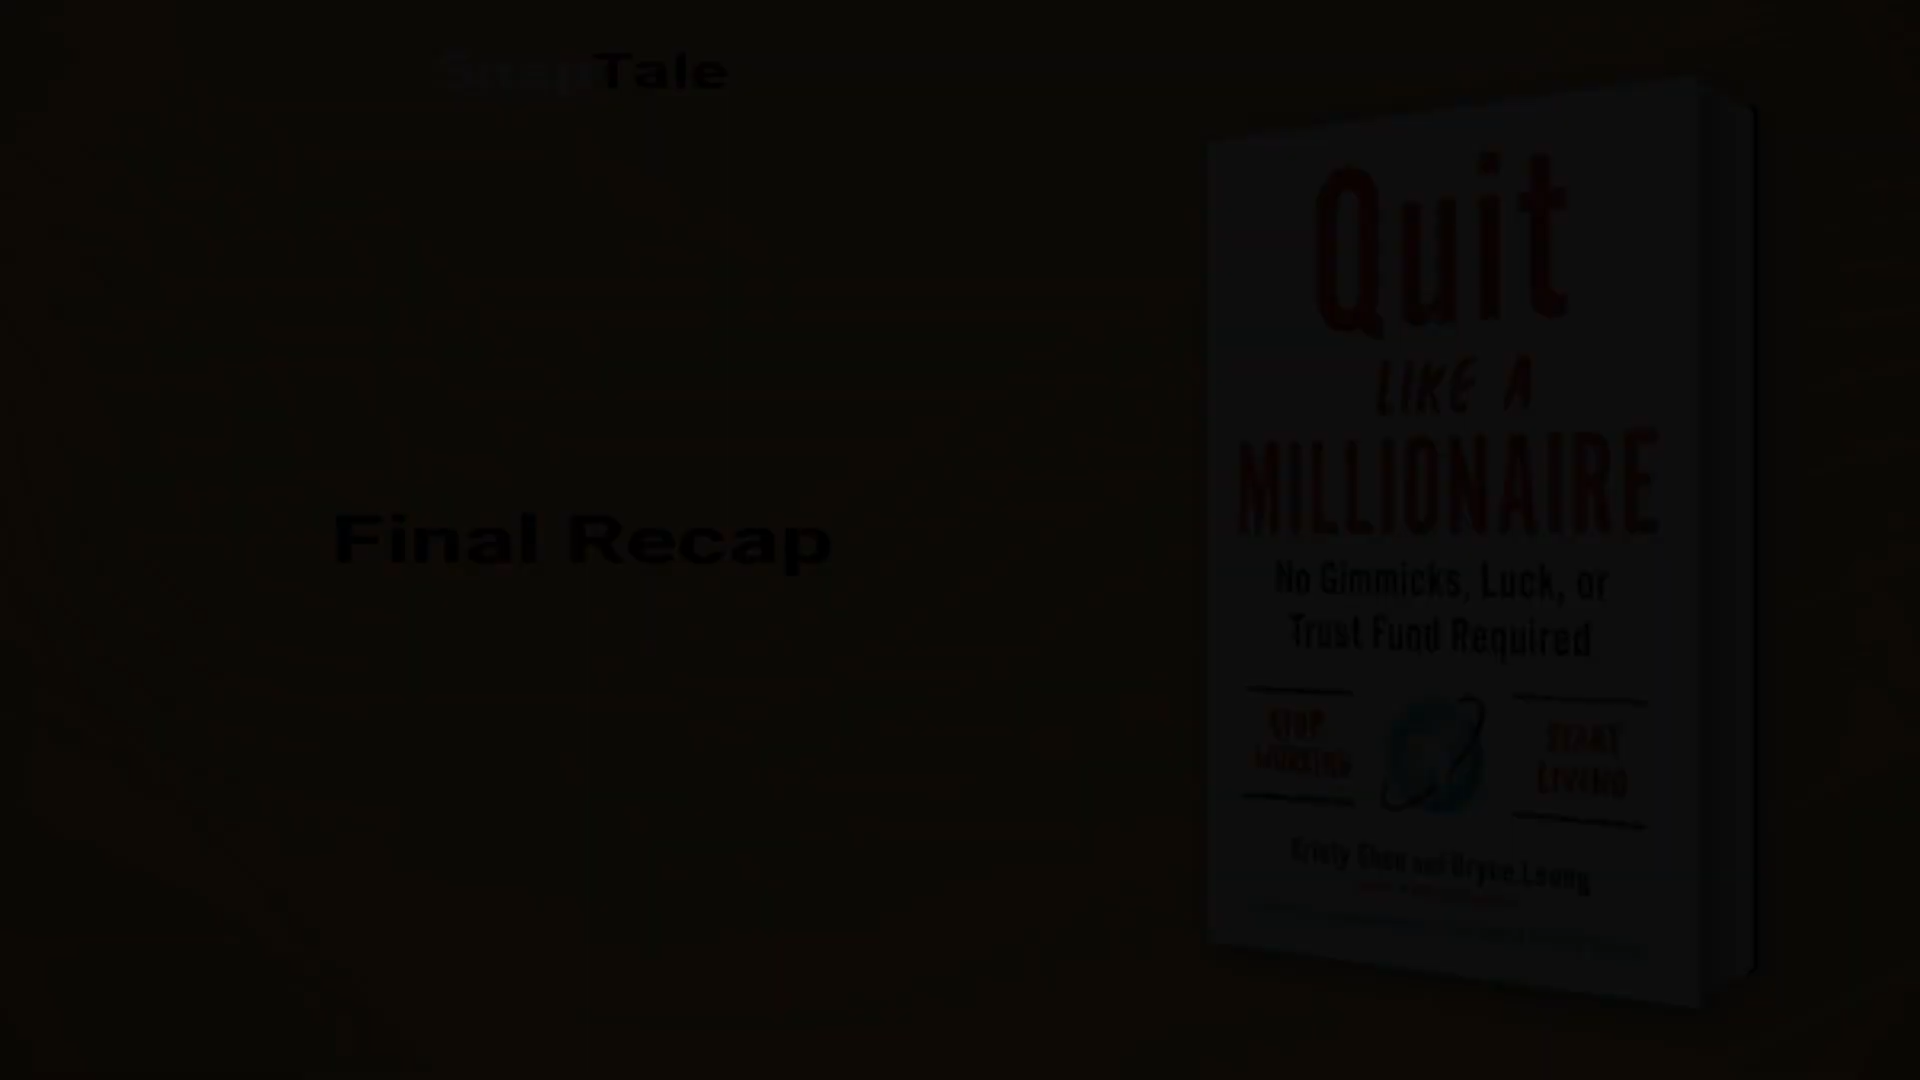 SnapTale
Final Recap
Quit
LIKE A
MILLIONAIRE
No Gimmicks, Luck, or
Trust Fund Required
STOP
WORKING
START
LIVING
Kristy Shen and Bryce Leung